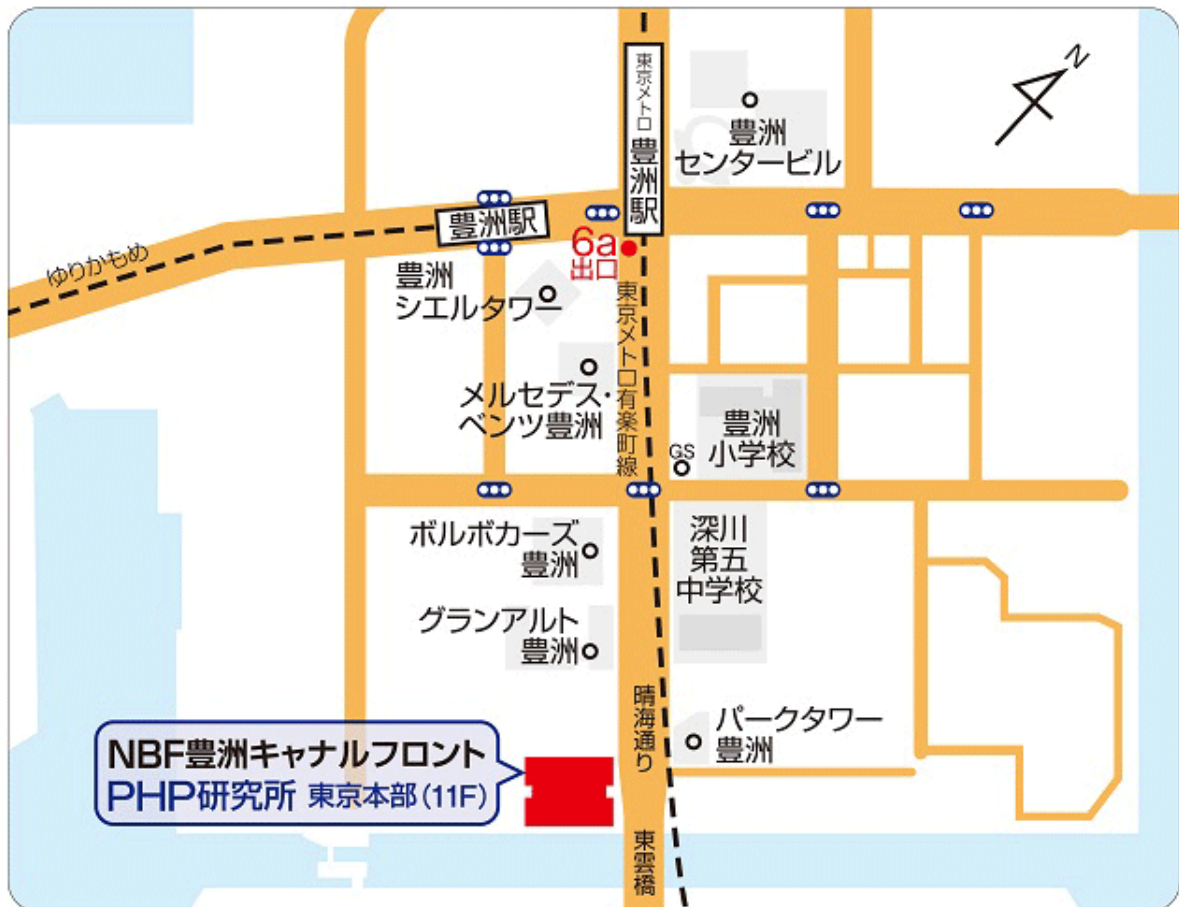 N
東京メトロ
豊洲駅
豊洲
センタービル
豊洲駅
6a
出口
ゆりかもめ
豊洲
シエルタワー
東京メトロ有楽町線
メルセデス・
ベンツ豊洲
豊洲
小学校
GS
ボルボカーズ
豊洲
深川
第五
中学校
グランアルト
豊洲
晴海通り
パークタワー
豊洲
NBF豊洲キャナルフロント
PHP研究所 東京本部(11F)
東雲橋